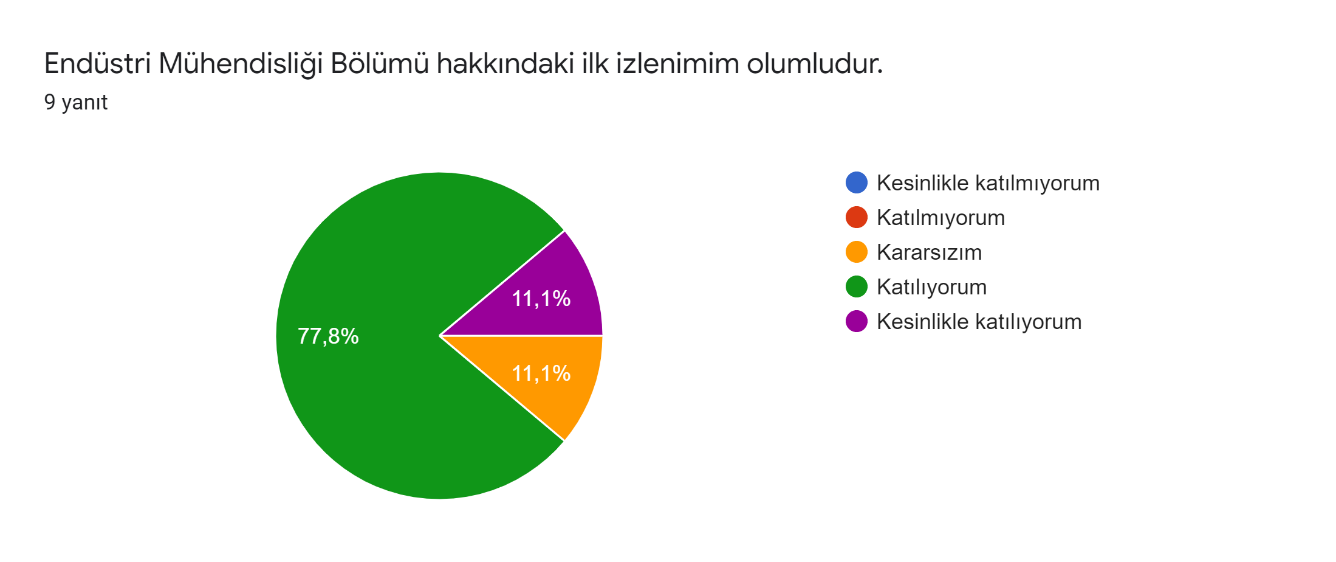 Endüstri Mühendisliği Bölümü hakkındaki ilk izlenimim olumludur.
9 yanıt
Kesinlikle katılmıyorum
Katılmıyorum
Kararsızım
Katılıyorum
Kesinlikle katılıyorum
11,1%
77,8%
11,1%